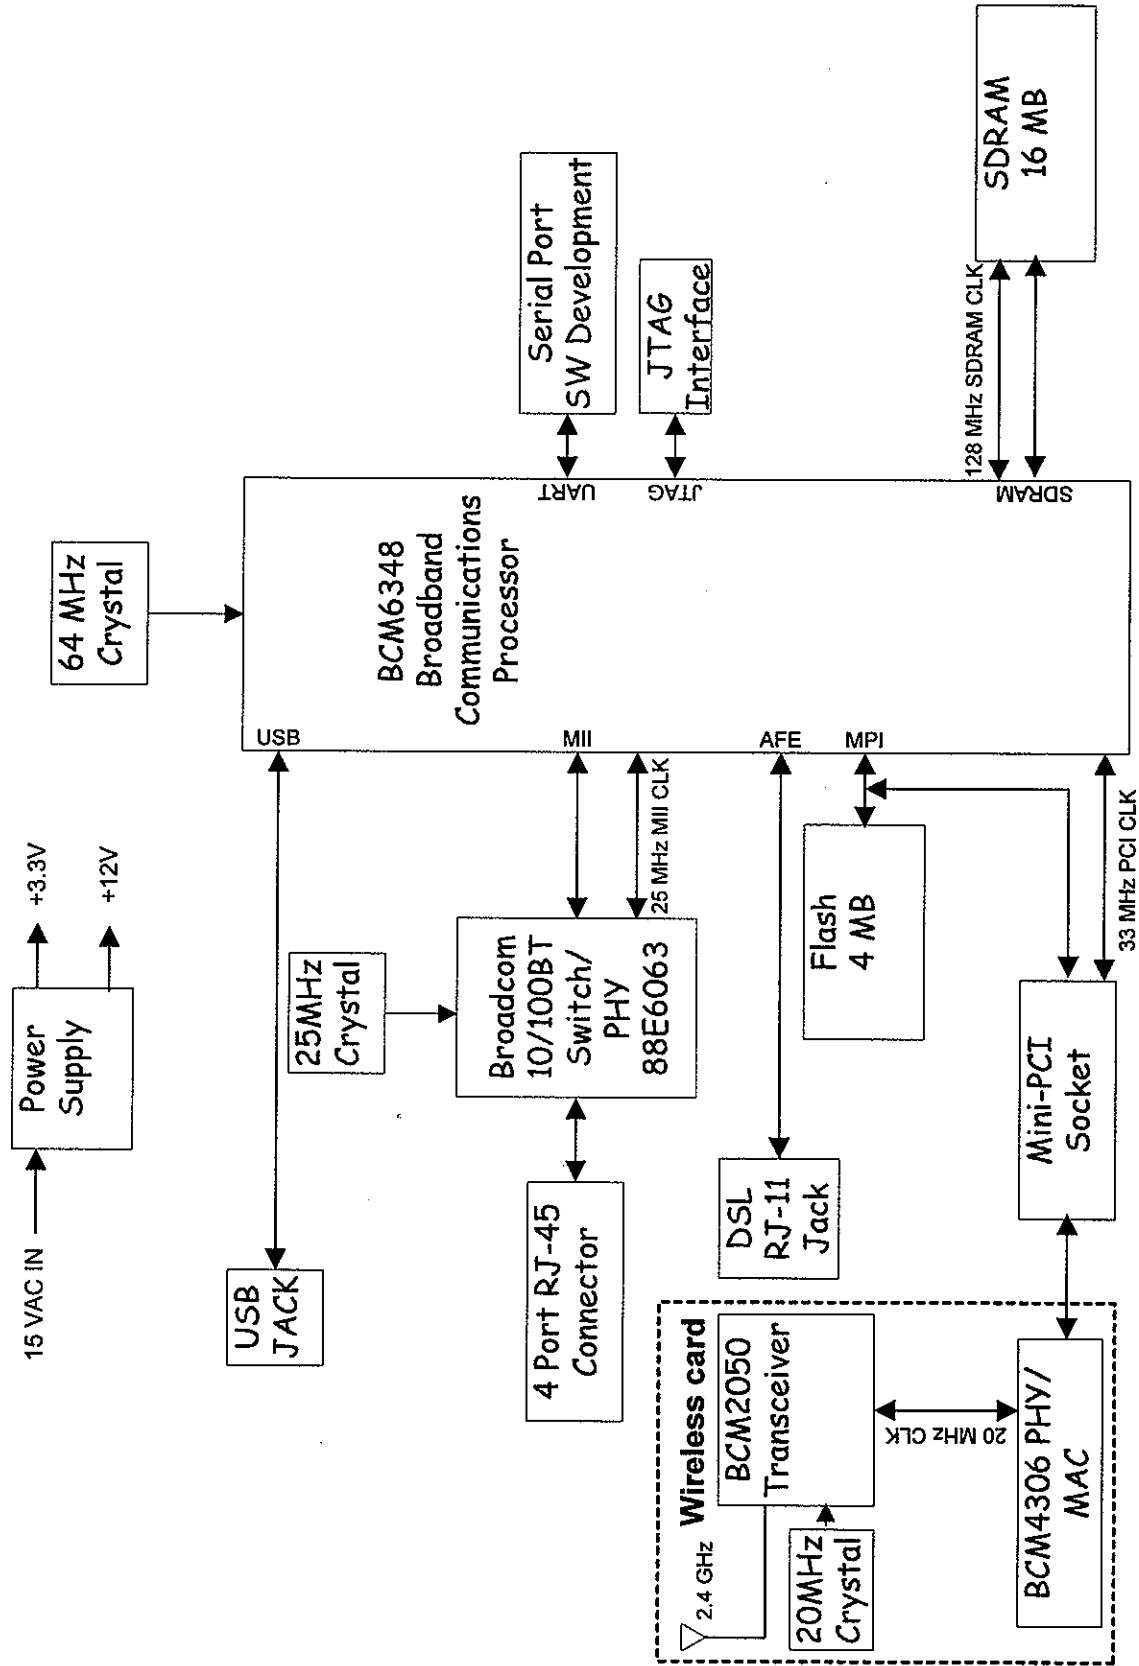 15 VAC IN
Power
Supply
+3.3V
+12V
64 MHz
Crystal
USB
JACK
USB
25MHz
Crystal
BCM6348
Broadband
Communications
Processor
4 Port RJ-45
Connector
Broadcom
10/100BT
Switch/
PHY
88E6063
MII
25 MHz MII CLK
UART
Serial Port
SW Development
JTAG
JTAG
Interface
DSL
RJ-11
Jack
AFE
Flash
4 MB
MPI
Wireless card
2.4 GHz
BCM2050
Transceiver
20MHz
Crystal
20 MHz CLK
BCM4306 PHY/
MAC
Mini-PCI
Socket
33 MHz PCI CLK
128 MHz SDRAM CLK
SDRAM
SDRAM
16 MB